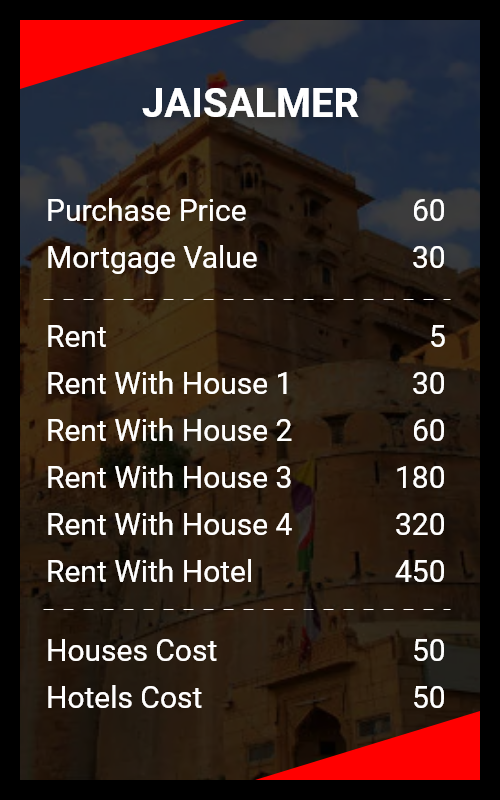 JAISALMER
Purchase Price 60
Mortgage Value 30
Rent 5
Rent With House 1 30
Rent With House 2 60
Rent With House 3 180
Rent With House 4 320
Rent With Hotel 450
Houses Cost 50
Hotels Cost 50